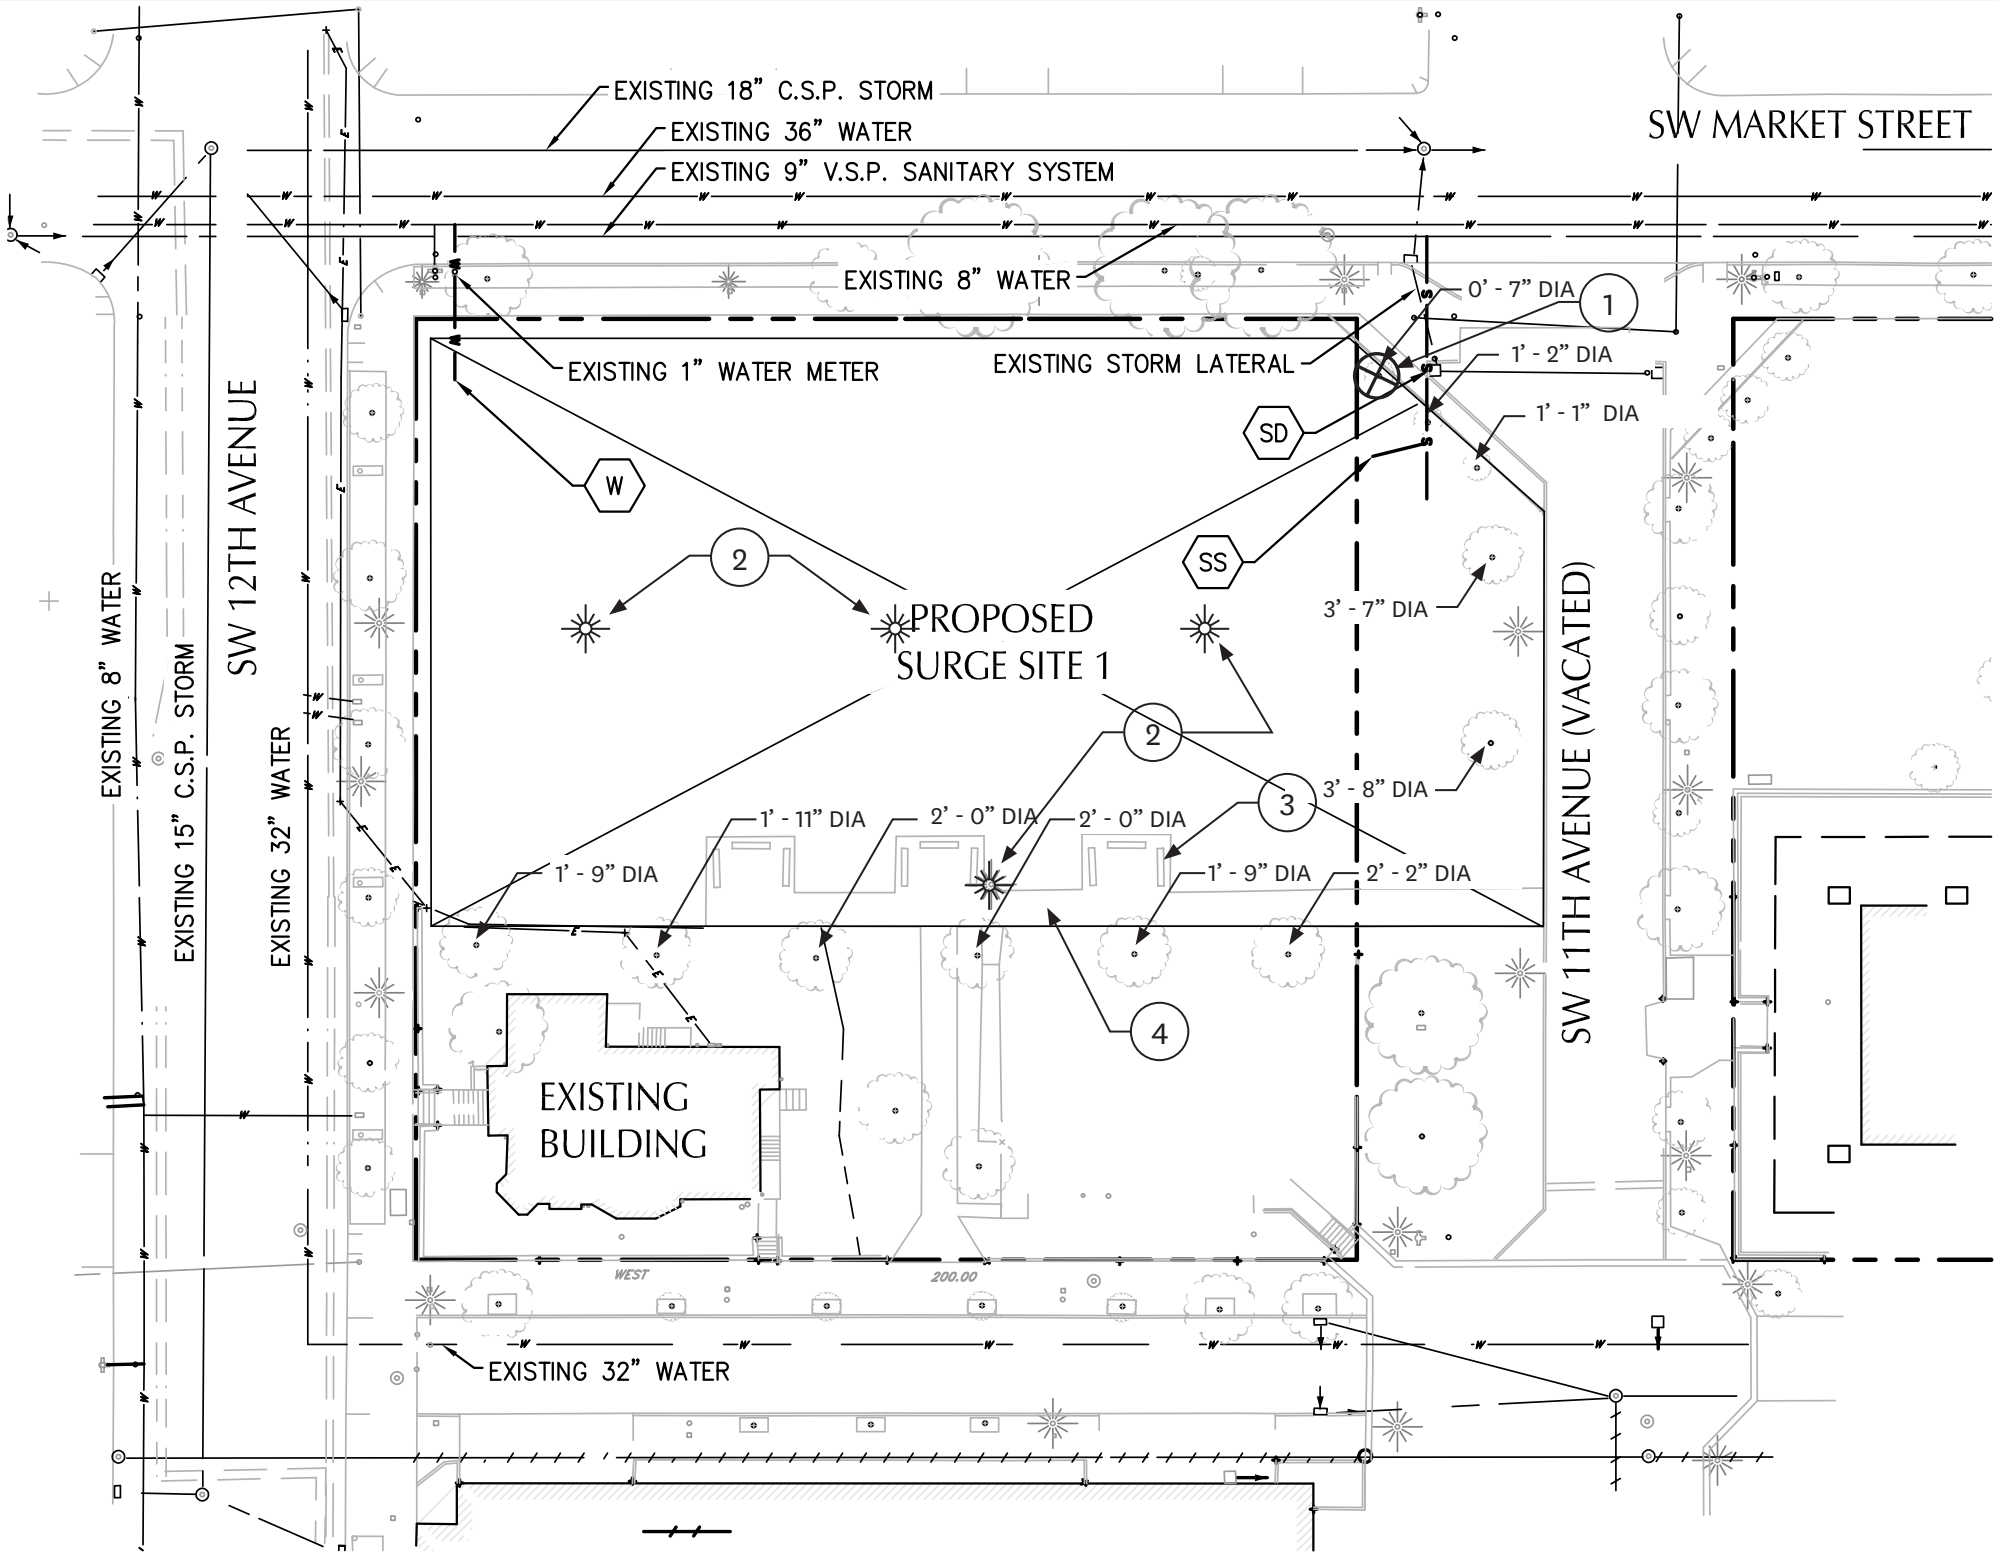 EXISTING 18” C.S.P. STORM
SW MARKET STREET
EXISTING 36” WATER
EXISTING 9” V.S.P. SANITARY SYSTEM
EXISTING 8” WATER
0’ - 7” DIA
1
EXISTING STORM LATERAL
1’ - 2” DIA
EXISTING 1” WATER METER
1’ - 1” DIA
SD
W
SS
2
SW 12TH AVENUE
3’ - 7” DIA
PROPOSED
SURGE SITE 1
EXISTING 8” WATER
EXISTING 15” C.S.P. STORM
EXISTING 32” WATER
SW 11TH AVENUE (VACATED)
2
3
3’ - 8” DIA
1’ - 11” DIA
2’ - 0” DIA
2’ - 0” DIA
1’ - 9” DIA
1’ - 9” DIA
2’ - 2” DIA
4
EXISTING
BUILDING
WEST
200.00
EXISTING 32” WATER